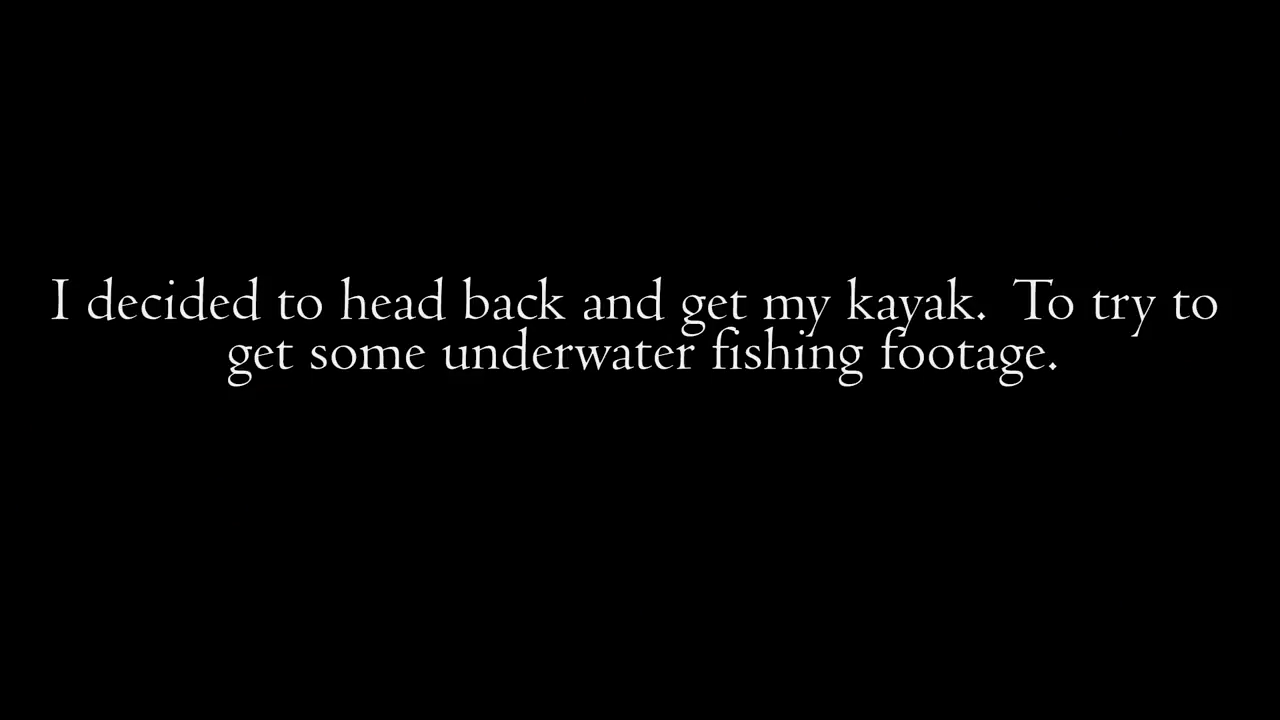 I decided to head back and get my kayak.  To try to
get some underwater fishing footage.